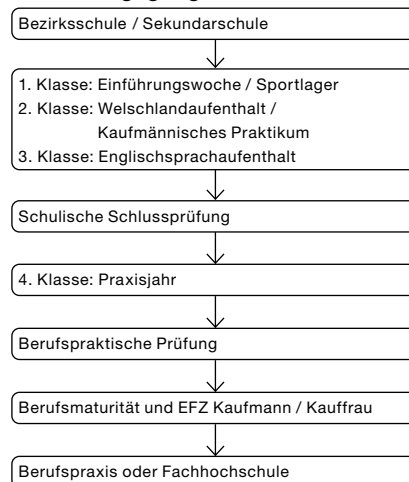 Bezirksschule / Sekundarschule
1. Klasse: Einführungswoche / Sportlager
2. Klasse: Welschlandaufenthalt /
Kaufmännisches Praktikum
3. Klasse: Englischsprachaufenthalt
Schulische Schlussprüfung
4. Klasse: Praxisjahr
Berufspraktische Prüfung
Berufsmaturität und EFZ Kaufmann / Kauffrau
Berufspraxis oder Fachhochschule